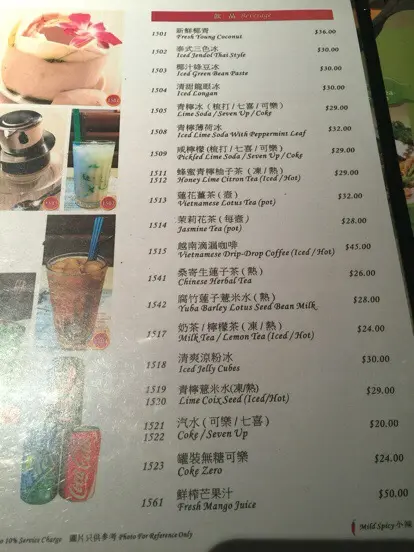 飲品 Beverage
1501 新鮮椰青 $36.00
Fresh Young Coconut
1502 泰式三色冰 $30.00
Iced Jendol Thai Style
1503 椰汁綠豆冰 $30.00
Iced Green Bean Paste
1504 清甜龍眼冰 $30.00
Iced Longan
1505 青檸冰 (梳打 / 七喜 / 可樂) $29.00
Lime Soda / Seven Up / Coke
1508 青檸薄荷冰 $32.00
Iced Lime Soda With Peppermint Leaf
1509 咸檸檬 (梳打 / 七喜 / 可樂) $29.00
Pickled Lime Soda / Seven Up / Coke
1511 蜂蜜青檸柚子茶 ( 凍 / 熱 ) $29.00
1512 Honey Lime Citron Tea (Iced / Hot)
1513 蓮花薑茶 ( 壺 ) $32.00
Vietnamese Lotus Tea (pot)
1514 茉莉花茶 ( 每壺 ) $28.00
Jasmine Tea (pot)
1515 越南滴漏咖啡 $45.00
Vietnamese Drip-Drop Coffee (Iced / Hot)
1541 桑寄生蓮子茶 ( 熱 ) $26.00
Chinese Herbal Tea
1542 腐竹蓮子薏米水 ( 熱 ) $28.00
Yuba Barley Lotus Seed Bean Milk
1517 奶茶 / 檸檬茶 ( 凍 / 熱 ) $24.00
Milk Tea / Lemon Tea (Iced / Hot)
1518 清爽涼粉冰 $30.00
Iced Jelly Cubes
1519 青檸薏米水(凍/熱) $29.00
1520 Lime Coix Seed (Iced/Hot)
1521 汽水 ( 可樂 / 七喜 ) $20.00
1522 Coke / Seven Up
1523 罐裝無糖可樂 $24.00
Coke Zero
1561 鮮榨芒果汁 $50.00
Fresh Mango Juice
Mild Spicy 小辣
10% Service Charge 圖片只供參考 Photo For Reference Only
Coca-Cola